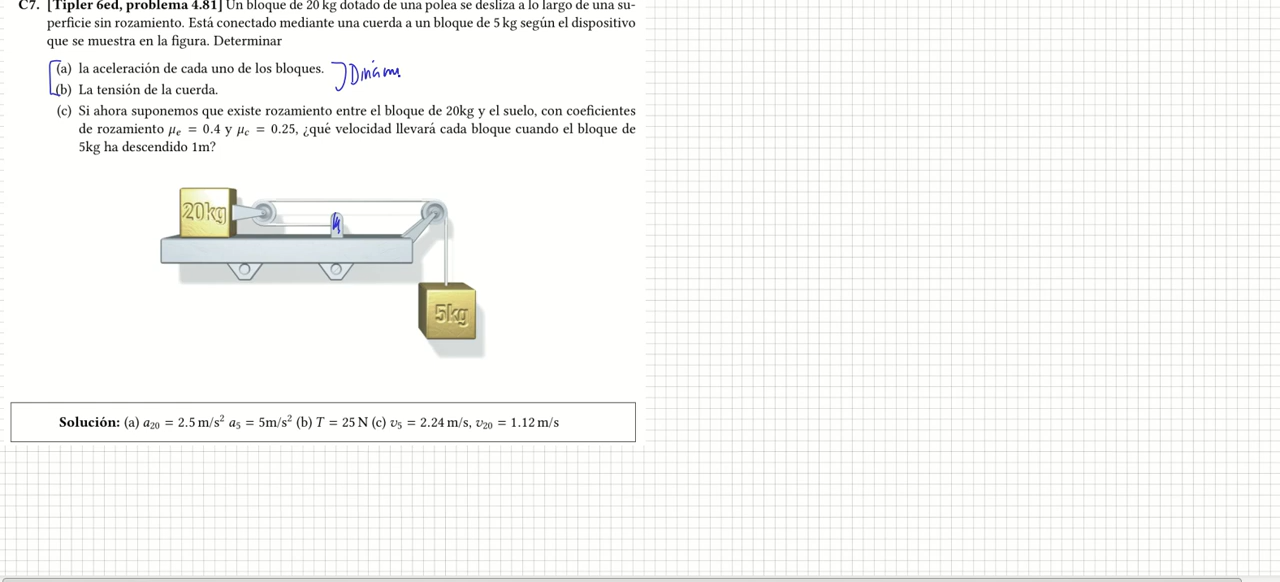 C7. [Tipler 6ed, problema 4.81] Un bloque de 20 kg dotado de una polea se desliza a lo largo de una su-
perficie sin rozamiento. Está conectado mediante una cuerda a un bloque de 5 kg según el dispositivo
que se muestra en la figura. Determinar
(a) la aceleración de cada uno de los bloques.
(b) La tensión de la cuerda.
(c) Si ahora suponemos que existe rozamiento entre el bloque de 20kg y el suelo, con coeficientes
de rozamiento μₑ = 0.4 y μ_c = 0.25, ¿qué velocidad llevará cada bloque cuando el bloque de
5kg ha descendido 1m?
20kg
5kg
Solución: (a) a₂₀ = 2.5 m/s² a₅ = 5m/s² (b) T = 25 N (c) v₅ = 2.24 m/s, v₂₀ = 1.12 m/s